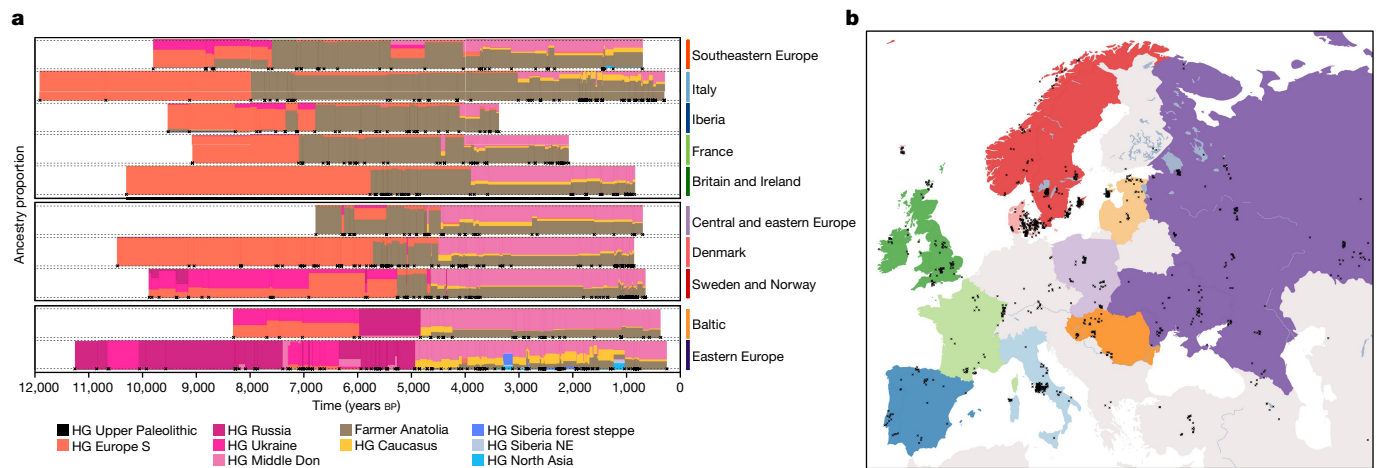 a
b
Ancestry proportion
Southeastern Europe
Italy
Iberia
France
Britain and Ireland
Central and eastern Europe
Denmark
Sweden and Norway
Baltic
Eastern Europe
12,000 11,000 10,000 9,000 8,000 7,000 6,000 5,000 4,000 3,000 2,000 1,000 0
Time (years BP)
HG Upper Paleolithic
HG Europe S
HG Russia
HG Ukraine
HG Middle Don
Farmer Anatolia
HG Caucasus
HG Siberia forest steppe
HG Siberia NE
HG North Asia